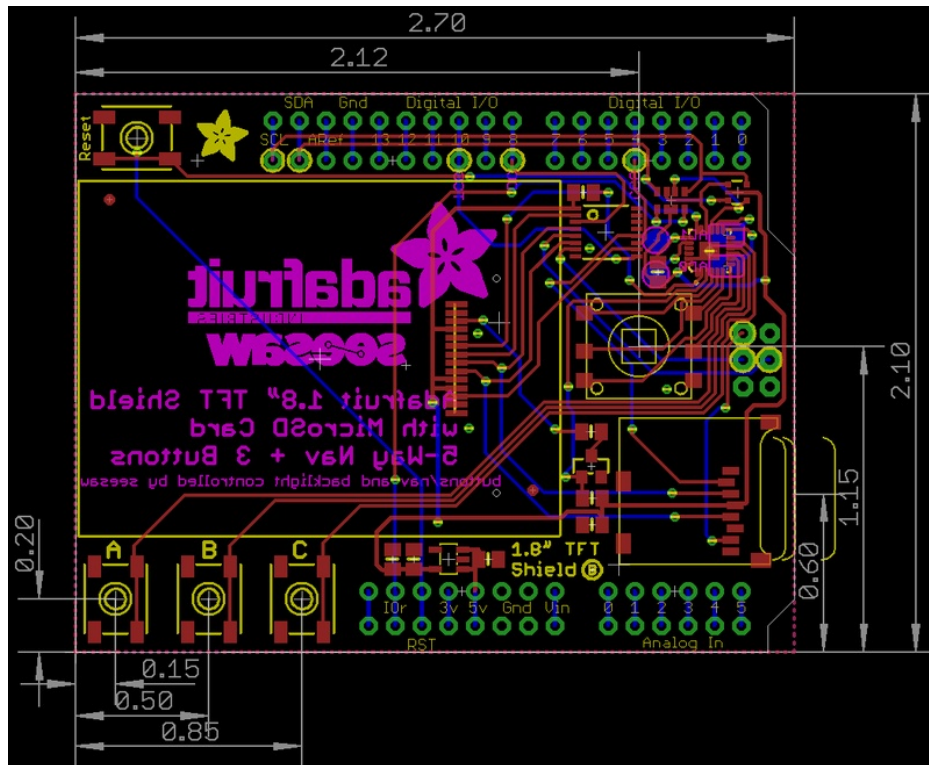 2.70
2.12
SDA Gnd Digital I/O Digital I/O
Reset
SCL ARef 13 12 11 10 9 8 7 6 5 4 3 2 1 0
adafruit
INDUSTRIES
seesaw
Adafruit 1.8" TFT Shield
with MicroSD Card
5-Way Nav + 3 Buttons
buttons/nav and backlight controlled by seesaw
2.10
1.15
0.60
0.20
A B C
1.8" TFT
Shield B
IOr 3v 5v Gnd Vin 0 1 2 3 4 5
RST Analog In
0.15
0.50
0.85